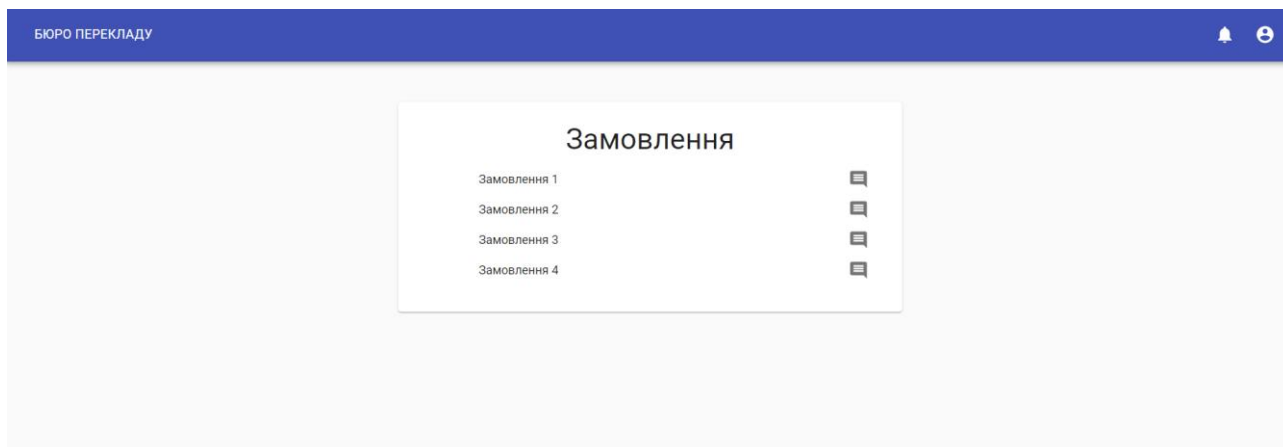 БЮРО ПЕРЕКЛАДУ
Замовлення
Замовлення 1
Замовлення 2
Замовлення 3
Замовлення 4